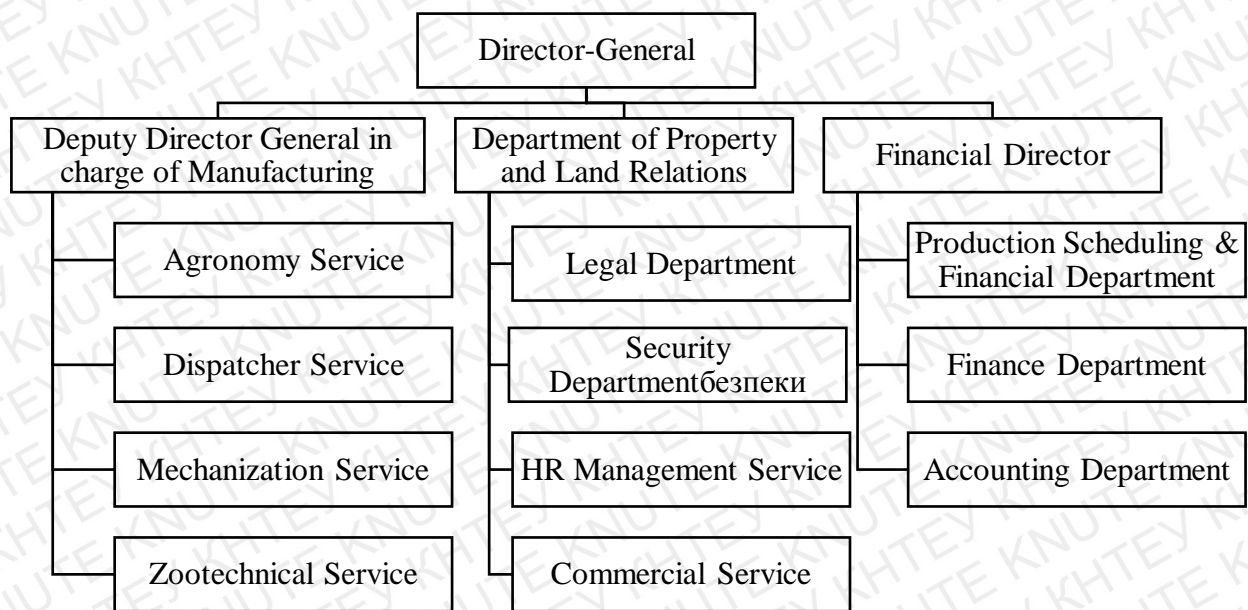 Director-General
Deputy Director General in
charge of Manufacturing
Agronomy Service
Dispatcher Service
Mechanization Service
Zootechnical Service
Department of Property
and Land Relations
Legal Department
Security
Departmentбезпеки
HR Management Service
Commercial Service
Financial Director
Production Scheduling &
Financial Department
Finance Department
Accounting Department